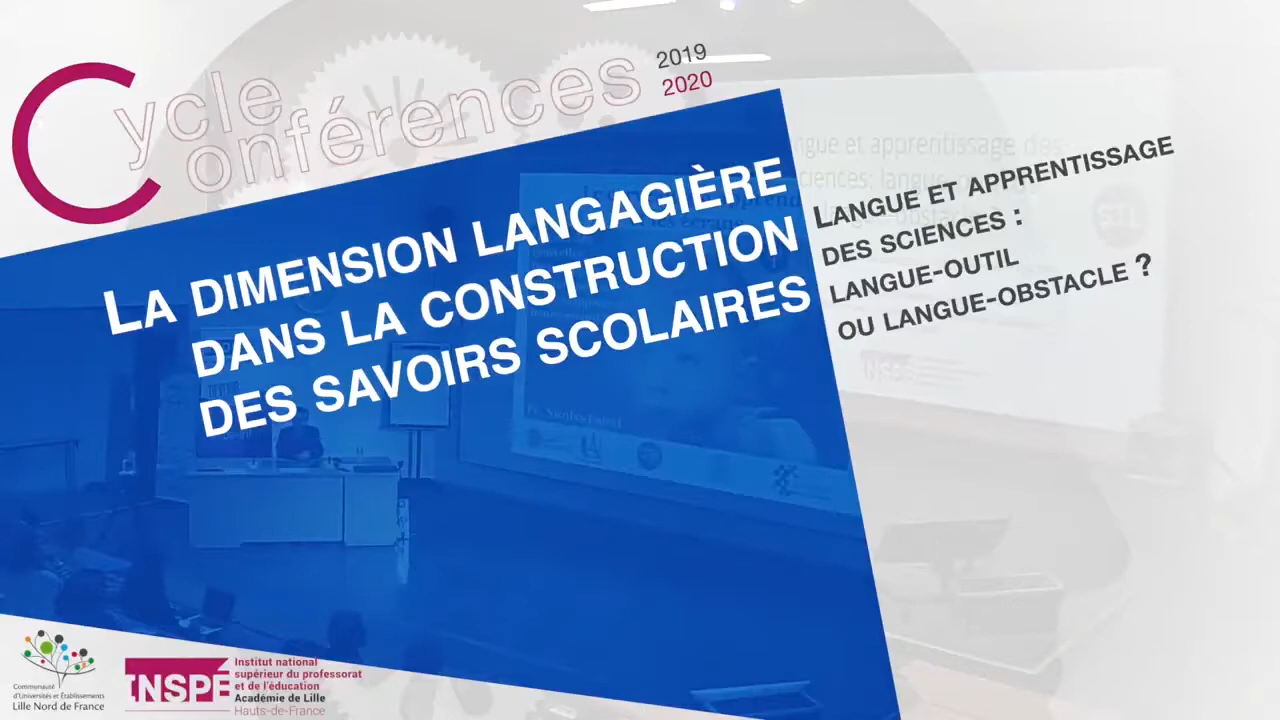 Cycle
Conférences
2019
2020
LA DIMENSION LANGAGIÈRE
DANS LA CONSTRUCTION
DES SAVOIRS SCOLAIRES
LANGUE ET APPRENTISSAGE
DES SCIENCES :
LANGUE-OUTIL
OU LANGUE-OBSTACLE ?
Communauté
d'Universités et Établissements
Lille Nord de France
INSPÉ
Institut national
supérieur du professorat
et de l'éducation
Académie de Lille
Hauts-de-France